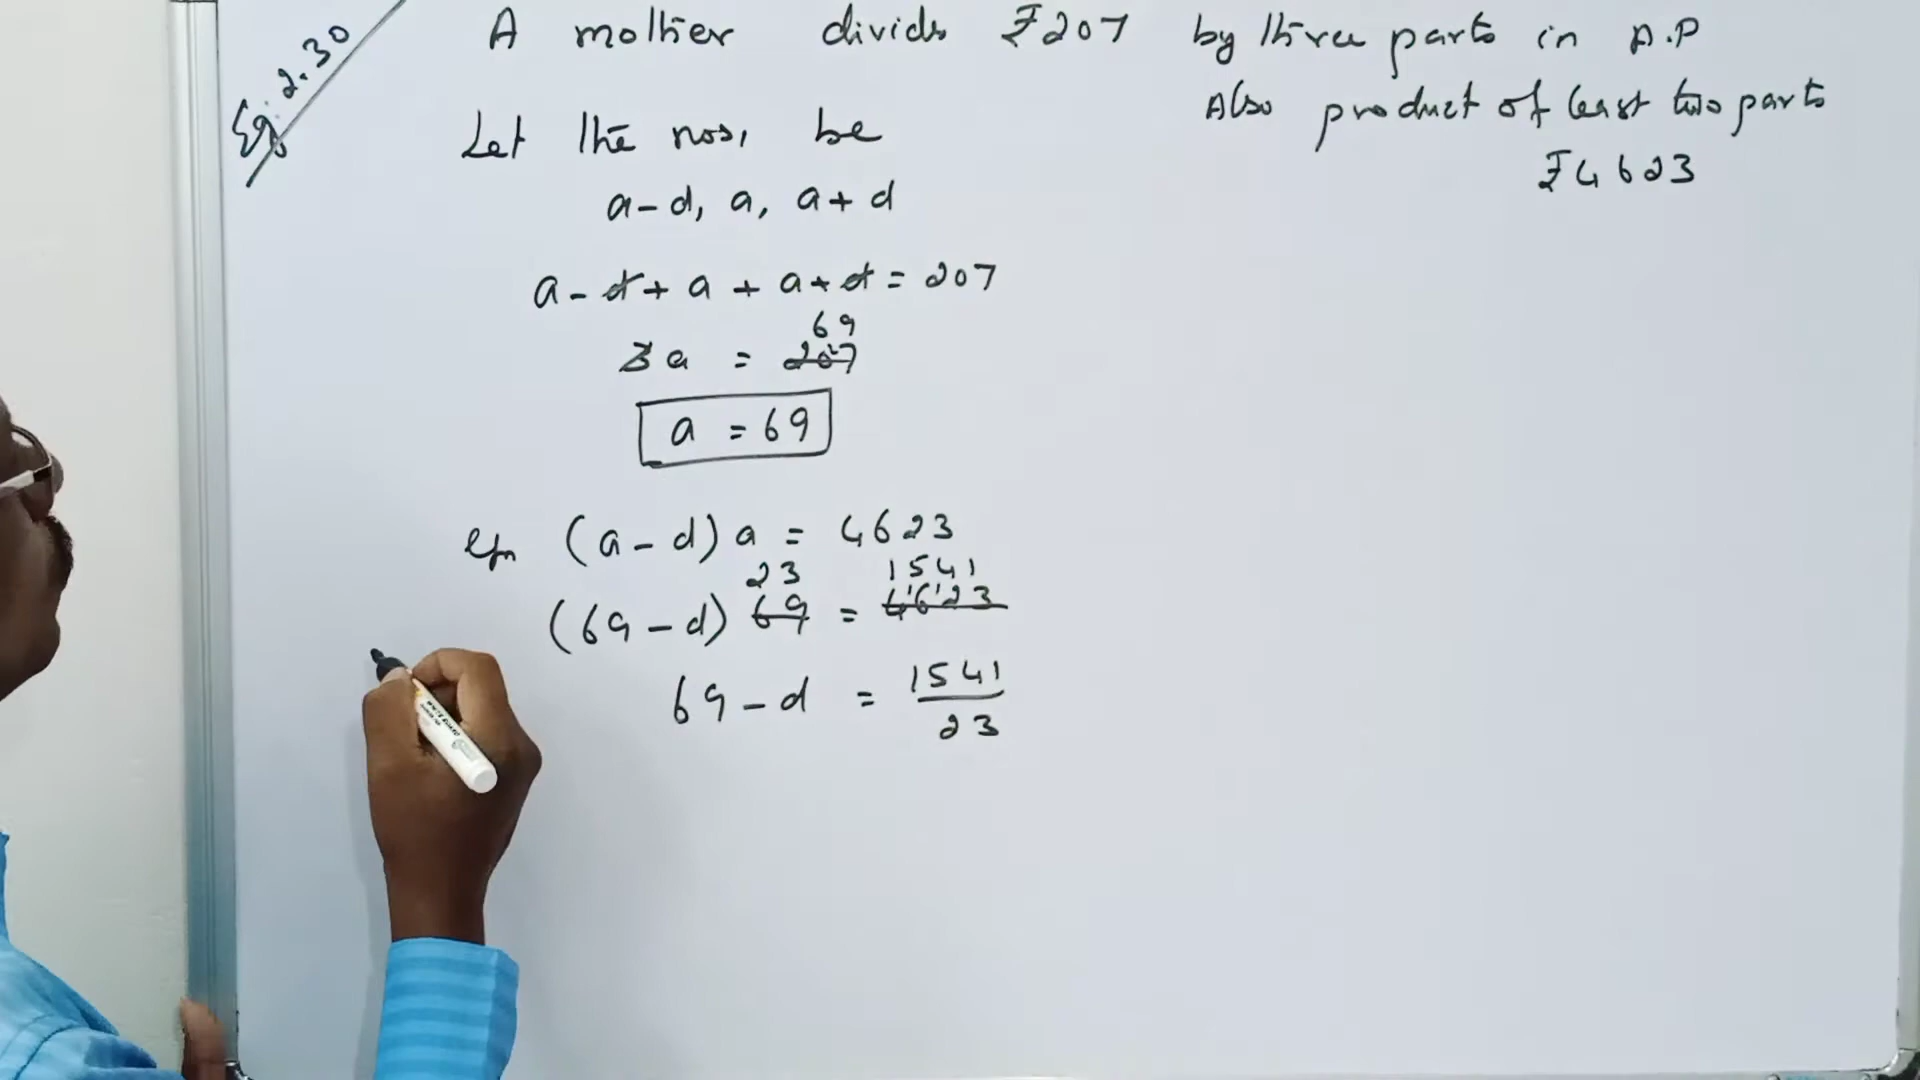 Eg: 2.30
A mother divides ₹207 by three parts in A.P
Also product of least two parts
₹4623
Let the nos, be
a-d, a, a+d
a-d+a+a+d=207
69
3a = 207
a = 69
(a-d)a = 4623
23 1541
(69-d) 69 = 4623
69-d = 1541/23